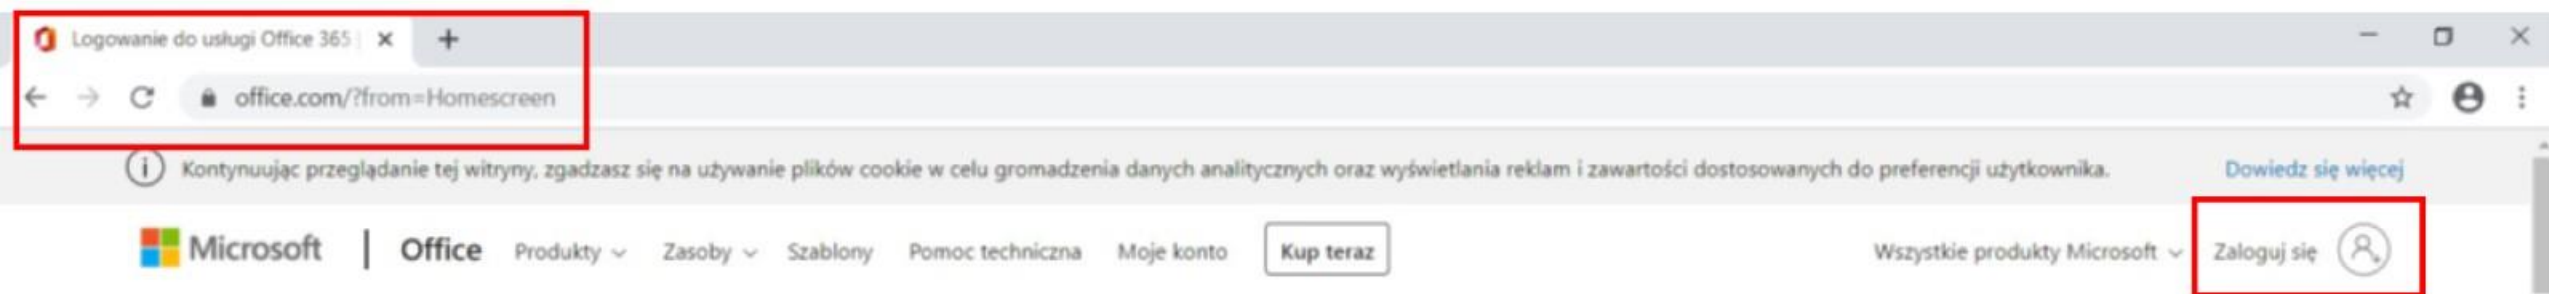 Logowanie do usługi Office 365
office.com/?from=Homescreen
Kontynuując przeglądanie tej witryny, zgadzasz się na używanie plików cookie w celu gromadzenia danych analitycznych oraz wyświetlania reklam i zawartości dostosowanych do preferencji użytkownika. Dowiedz się więcej
Microsoft | Office Produkty Zasoby Szablony Pomoc techniczna Moje konto Kup teraz Wszystkie produkty Microsoft Zaloguj się